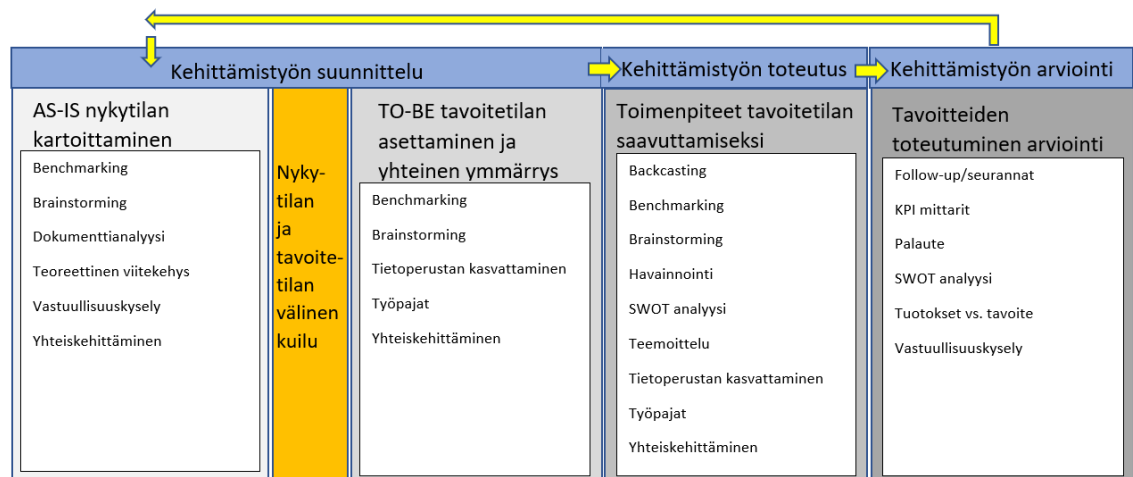 Kehittämistyön suunnittelu
Kehittämistyön toteutus
Kehittämistyön arviointi
AS-IS nykytilan
kartoittaminen
Benchmarking
Brainstorming
Dokumenttianalyysi
Teoreettinen viitekehys
Vastuullisuuskysely
Yhteiskehittäminen
Nyky-
tilan
ja
tavoite-
tilan
välinen
kuilu
TO-BE tavoitetilan
asettaminen ja
yhteinen ymmärrys
Benchmarking
Brainstorming
Tietoperustan kasvattaminen
Työpajat
Yhteiskehittäminen
Toimenpiteet tavoitetilan
saavuttamiseksi
Backcasting
Benchmarking
Brainstorming
Havainnointi
SWOT analyysi
Teemoittelu
Tietoperustan kasvattaminen
Työpajat
Yhteiskehittäminen
Tavoitteiden
toteutuminen arviointi
Follow-up/seurannat
KPI mittarit
Palaute
SWOT analyysi
Tuotokset vs. tavoite
Vastuullisuuskysely